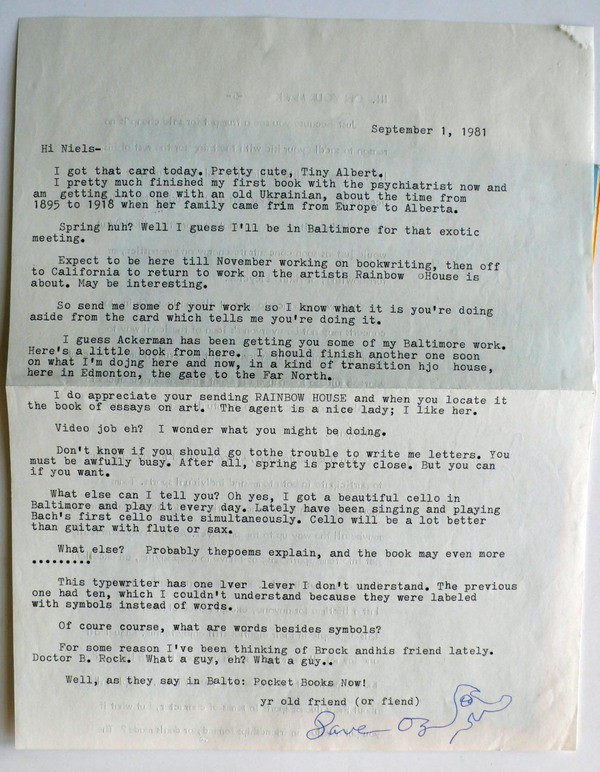 September 1, 1981
Hi Niels-
I got that card today. Pretty cute, Tiny Albert.
I pretty much finished my first book with the psychiatrist now and
am getting into one with an old Ukrainian, about the time from
1895 to 1918 when her family came frim from Europe to Alberta.
Spring huh? Well I guess I'll be in Baltimore for that exotic
meeting.
Expect to be here till November working on bookwriting, then off
to California to return to work on the artists Rainbow oHouse is
about. May be interesting.
So send me some of your work so I know what it is you're doing
aside from the card which tells me you're doing it.
I guess Ackerman has been getting you some of my Baltimore work.
Here's a little book from here. I should finish another one soon
on what I'm dojng here and now, in a kind of transition hjo house,
here in Edmonton, the gate to the Far North.
I do appreciate your sending RAINBOW HOUSE and when you locate it
the book of essays on art. The agent is a nice lady; I like her.
Video job eh? I wonder what you might be doing.
Don't know if you should go tothe trouble to write me letters. You
must be awfully busy. After all, spring is pretty close. But you can
if you want.
What else can I tell you? Oh yes, I got a beautiful cello in
Baltimore and play it every day. Lately have been singing and playing
Bach's first cello suite simultaneously. Cello will be a lot better
than guitar with flute or sax.
What else? Probably thepoems explain, and the book may even more
.........
This typewriter has one lver lever I don't understand. The previous
one had ten, which I couldn't understand because they were labeled
with symbols instead of words.
Of coure course, what are words besides symbols?
For some reason I've been thinking of Brock andhis friend lately.
Doctor B. Rock. What a guy, eh? What a guy..
Well, as they say in Balto: Pocket Books Now!
yr old friend (or fiend)
Dave Oz